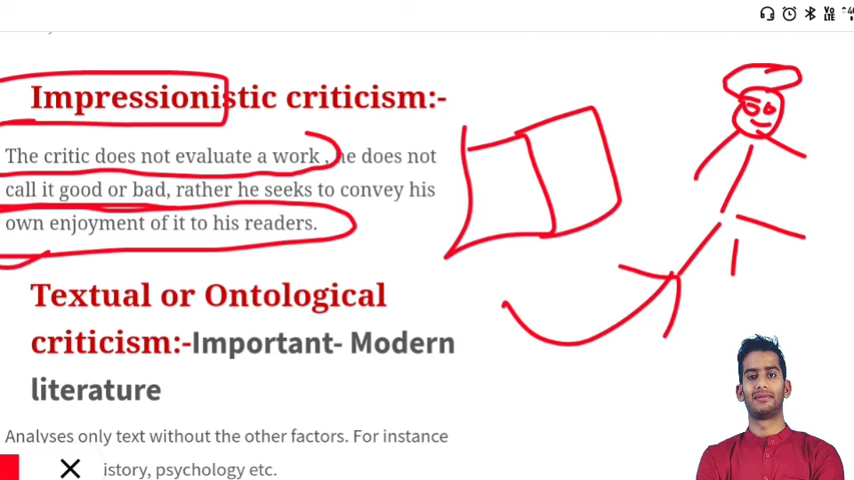 Impressionistic criticism:-
The critic does not evaluate a work , he does not
call it good or bad, rather he seeks to convey his
own enjoyment of it to his readers.
Textual or Ontological
criticism:-Important- Modern
literature
Analyses only text without the other factors. For instance
psychology etc.